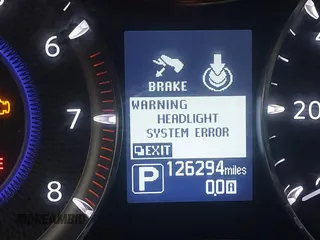 BRAKE
WARNING
HEADLIGHT
SYSTEM ERROR
EXIT
6
7
8
20
P
126294miles
0.0